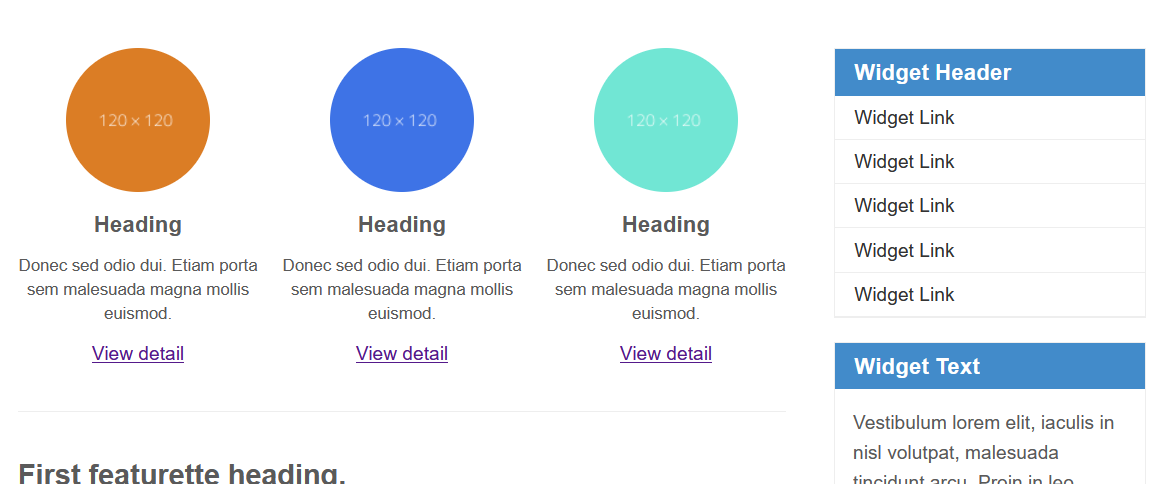 120 × 120
Heading
Donec sed odio dui. Etiam porta
sem malesuada magna mollis
euismod.
View detail
120 × 120
Heading
Donec sed odio dui. Etiam porta
sem malesuada magna mollis
euismod.
View detail
120 × 120
Heading
Donec sed odio dui. Etiam porta
sem malesuada magna mollis
euismod.
View detail
First featurette heading.
Widget Header
Widget Link
Widget Link
Widget Link
Widget Link
Widget Link
Widget Text
Vestibulum lorem elit, iaculis in
nisl volutpat, malesuada
tincidunt arcu. Proin in leo